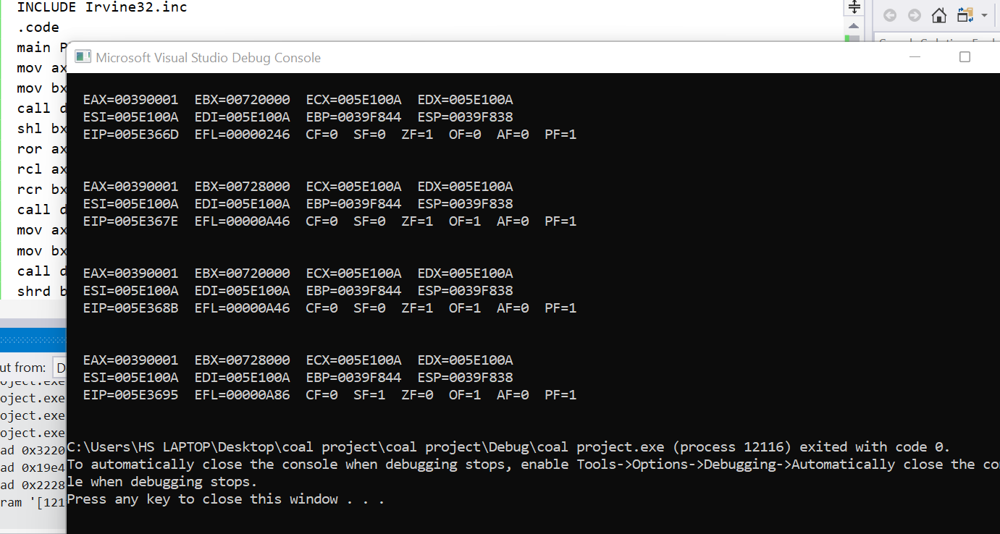 INCLUDE Irvine32.inc
.code
main P
mov ax
mov bx
call d
shl bx
ror ax
rcl ax
rcr bx
call d
mov ax
mov bx
call d
shrd b
Microsoft Visual Studio Debug Console
EAX=00390001 EBX=00720000 ECX=005E100A EDX=005E100A
ESI=005E100A EDI=005E100A EBP=0039F844 ESP=0039F838
EIP=005E366D EFL=00000246 CF=0 SF=0 ZF=1 OF=0 AF=0 PF=1
EAX=00390001 EBX=00728000 ECX=005E100A EDX=005E100A
ESI=005E100A EDI=005E100A EBP=0039F844 ESP=0039F838
EIP=005E367E EFL=00000A46 CF=0 SF=0 ZF=1 OF=1 AF=0 PF=1
EAX=00390001 EBX=00720000 ECX=005E100A EDX=005E100A
ESI=005E100A EDI=005E100A EBP=0039F844 ESP=0039F838
EIP=005E368B EFL=00000A46 CF=0 SF=0 ZF=1 OF=1 AF=0 PF=1
EAX=00390001 EBX=00728000 ECX=005E100A EDX=005E100A
ESI=005E100A EDI=005E100A EBP=0039F844 ESP=0039F838
EIP=005E3695 EFL=00000A86 CF=0 SF=1 ZF=0 OF=1 AF=0 PF=1
C:\Users\HS LAPTOP\Desktop\coal project\coal project\Debug\coal project.exe (process 12116) exited with code 0.
To automatically close the console when debugging stops, enable Tools->Options->Debugging->Automatically close the co
le when debugging stops.
Press any key to close this window . . .
ut from: D
oject.exe
oject.exe
oject.exe
oject.exe
ad 0x3220
ad 0x19e4
ad 0x2228
ram '[121